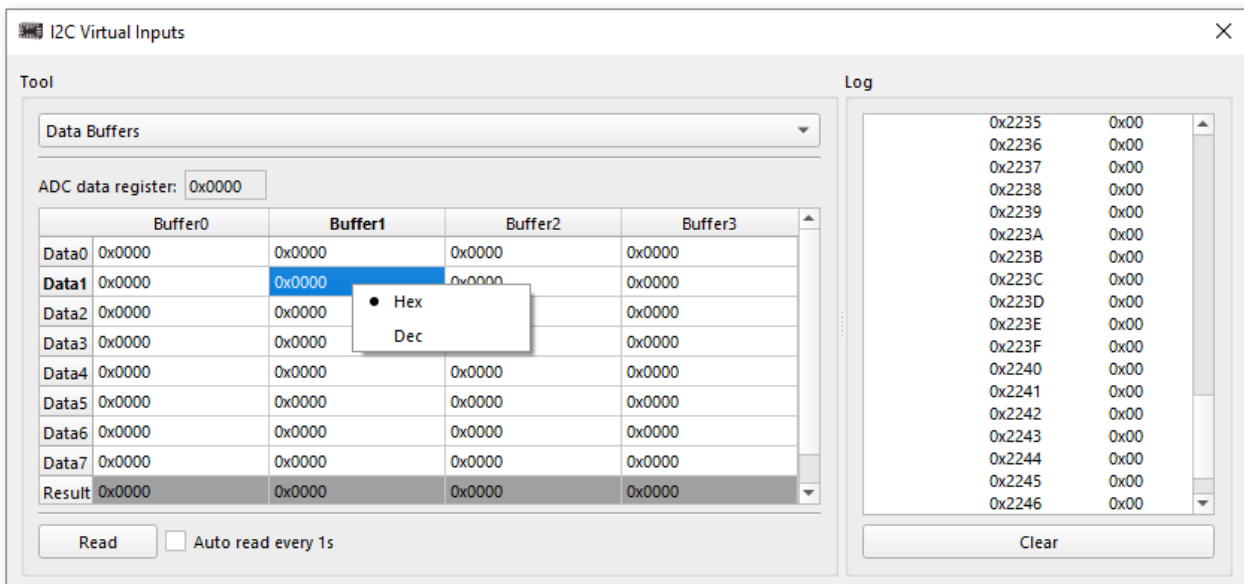 I2C Virtual Inputs
Tool
Data Buffers
ADC data register: 0x0000
Buffer0 Buffer1 Buffer2 Buffer3
Data0 0x0000 0x0000 0x0000 0x0000
Data1 0x0000 0x0000 0x0000 0x0000
Data2 0x0000 0x0000 0x0000
Data3 0x0000 0x0000 0x0000
Data4 0x0000 0x0000 0x0000 0x0000
Data5 0x0000 0x0000 0x0000 0x0000
Data6 0x0000 0x0000 0x0000 0x0000
Data7 0x0000 0x0000 0x0000 0x0000
Result 0x0000 0x0000 0x0000 0x0000
Hex
Dec
Read Auto read every 1s
Log
0x2235 0x00
0x2236 0x00
0x2237 0x00
0x2238 0x00
0x2239 0x00
0x223A 0x00
0x223B 0x00
0x223C 0x00
0x223D 0x00
0x223E 0x00
0x223F 0x00
0x2240 0x00
0x2241 0x00
0x2242 0x00
0x2243 0x00
0x2244 0x00
0x2245 0x00
0x2246 0x00
Clear